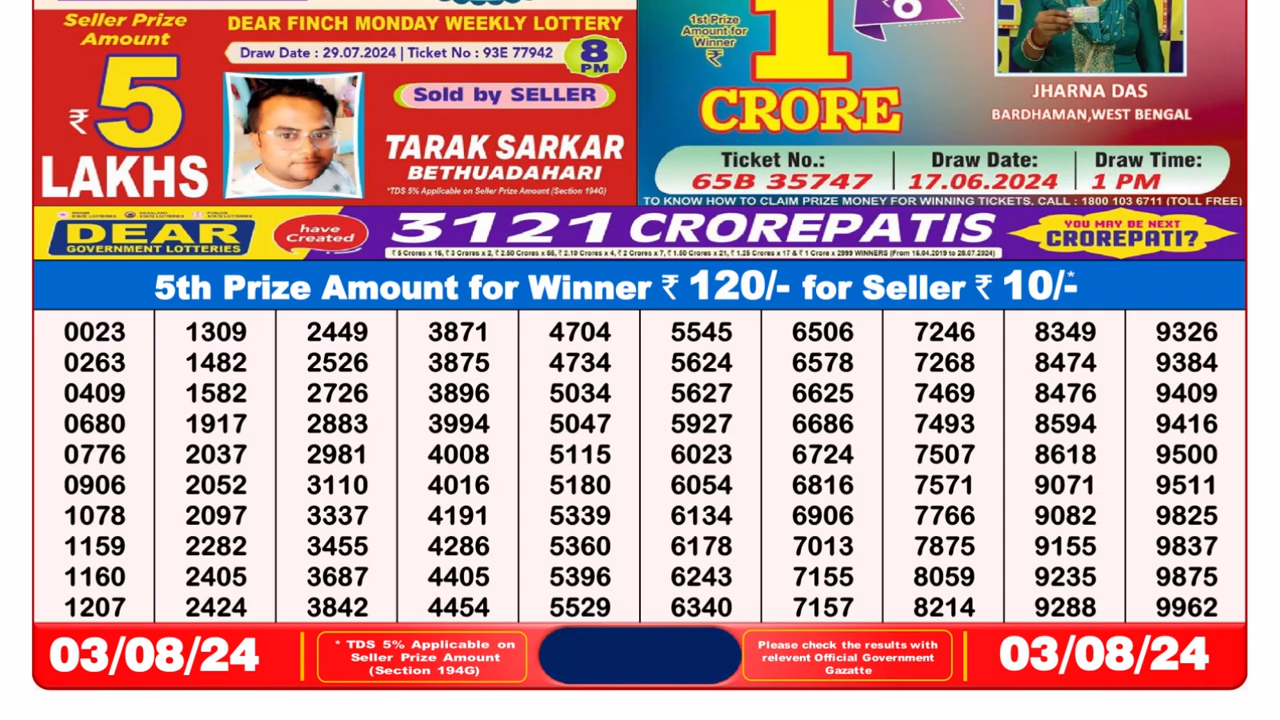 Seller Prize
Amount
₹ 5
LAKHS
DEAR FINCH MONDAY WEEKLY LOTTERY
Draw Date : 29.07.2024 | Ticket No : 93E 77942
8 PM
Sold by SELLER
TARAK SARKAR
BETHUADAHARI
*TDS 5% Applicable on Seller Prize Amount (Section 194G)
1st Prize
Amount for
Winner
₹
1
CRORE
JHARNA DAS
BARDHAMAN,WEST BENGAL
Ticket No.: Draw Date: Draw Time:
65B 35747 17.06.2024 1 PM
TO KNOW HOW TO CLAIM PRIZE MONEY FOR WINNING TICKETS. CALL : 1800 103 6711 (TOLL FREE)
DEAR
GOVERNMENT LOTTERIES
have
Created
3121 CROREPATIS
YOU MAY BE NEXT
CROREPATI?
5th Prize Amount for Winner ₹ 120/- for Seller ₹ 10/-*
0023 1309 2449 3871 4704 5545 6506 7246 8349 9326
0263 1482 2526 3875 4734 5624 6578 7268 8474 9384
0409 1582 2726 3896 5034 5627 6625 7469 8476 9409
0680 1917 2883 3994 5047 5927 6686 7493 8594 9416
0776 2037 2981 4008 5115 6023 6724 7507 8618 9500
0906 2052 3110 4016 5180 6054 6816 7571 9071 9511
1078 2097 3337 4191 5339 6134 6906 7766 9082 9825
1159 2282 3455 4286 5360 6178 7013 7875 9155 9837
1160 2405 3687 4405 5396 6243 7155 8059 9235 9875
1207 2424 3842 4454 5529 6340 7157 8214 9288 9962
03/08/24
* TDS 5% Applicable on
Seller Prize Amount
(Section 194G)
Please check the results with
relevent Official Government
Gazatte
03/08/24